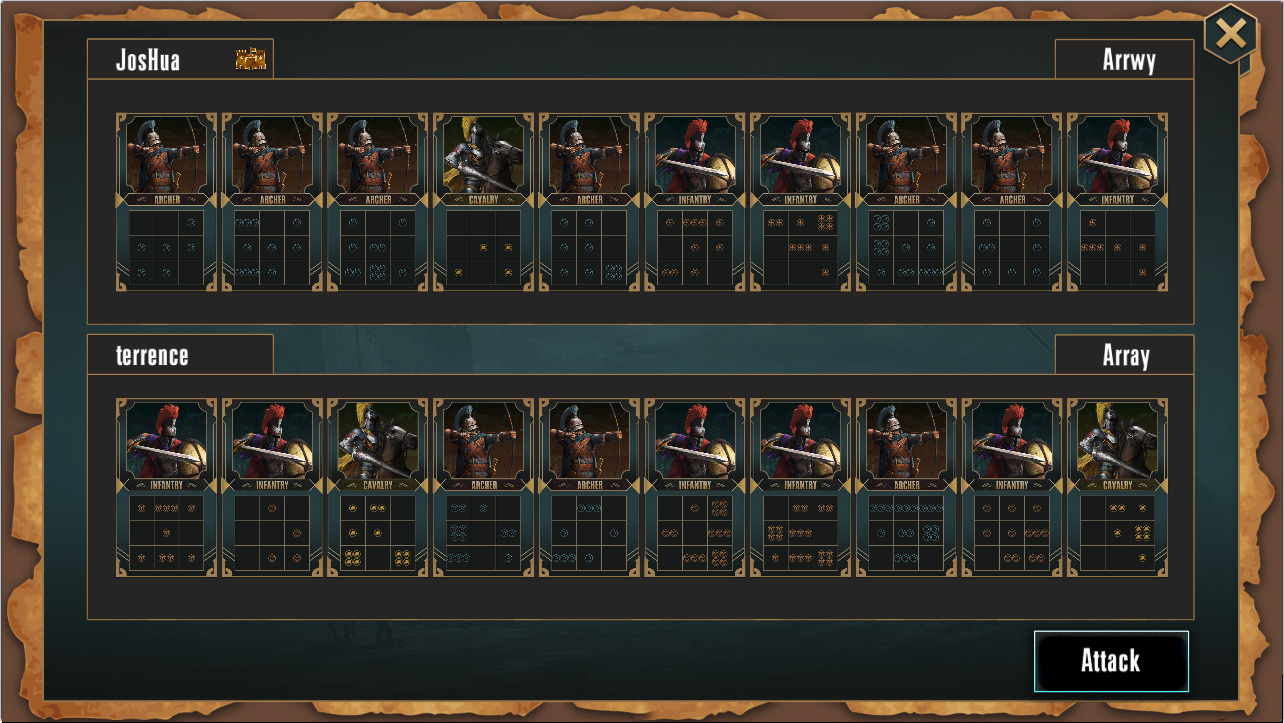 JosHua
Arrwy
ARCHER ARCHER ARCHER CAVALRY ARCHER INFANTRY INFANTRY ARCHER ARCHER INFANTRY
terrence
Array
INFANTRY INFANTRY CAVALRY ARCHER ARCHER INFANTRY INFANTRY ARCHER INFANTRY CAVALRY
Attack